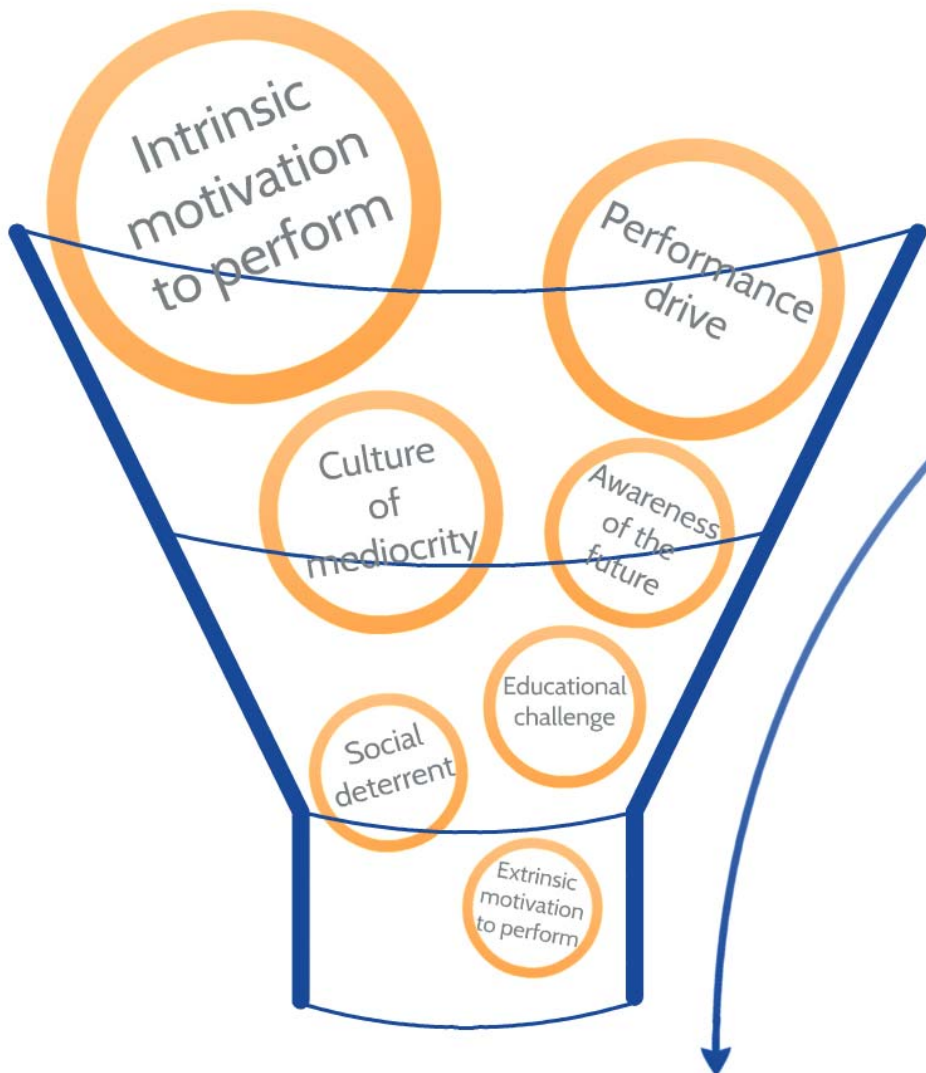 Intrinsic
motivation
to perform
Performance
drive
Culture
of
mediocrity
Awareness
of the
future
Educational
challenge
Social
deterrent
Extrinsic
motivation
to perform